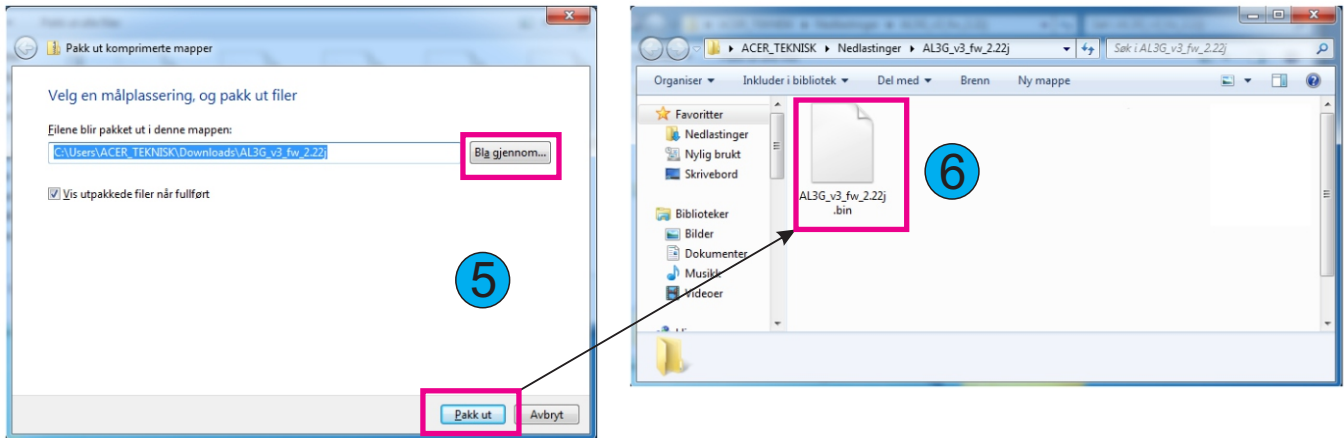 Pakk ut komprimerte mapper
Velg en målplassering, og pakk ut filer
Filene blir pakket ut i denne mappen:
C:\Users\ACER_TEKNISK\Downloads\AL3G_v3_fw_2.22j
Bla gjennom...
Vis utpakkede filer når fullført
5
Pakk ut
Avbryt
ACER_TEKNISK
Nedlastinger
AL3G_v3_fw_2.22j
Søk i AL3G_v3_fw_2.22j
Organiser
Inkluder i bibliotek
Del med
Brenn
Ny mappe
Favoritter
Nedlastinger
Nylig brukt
Skrivebord
Biblioteker
Bilder
Dokumenter
Musikk
Videoer
AL3G_v3_fw_2.22j
.bin
6